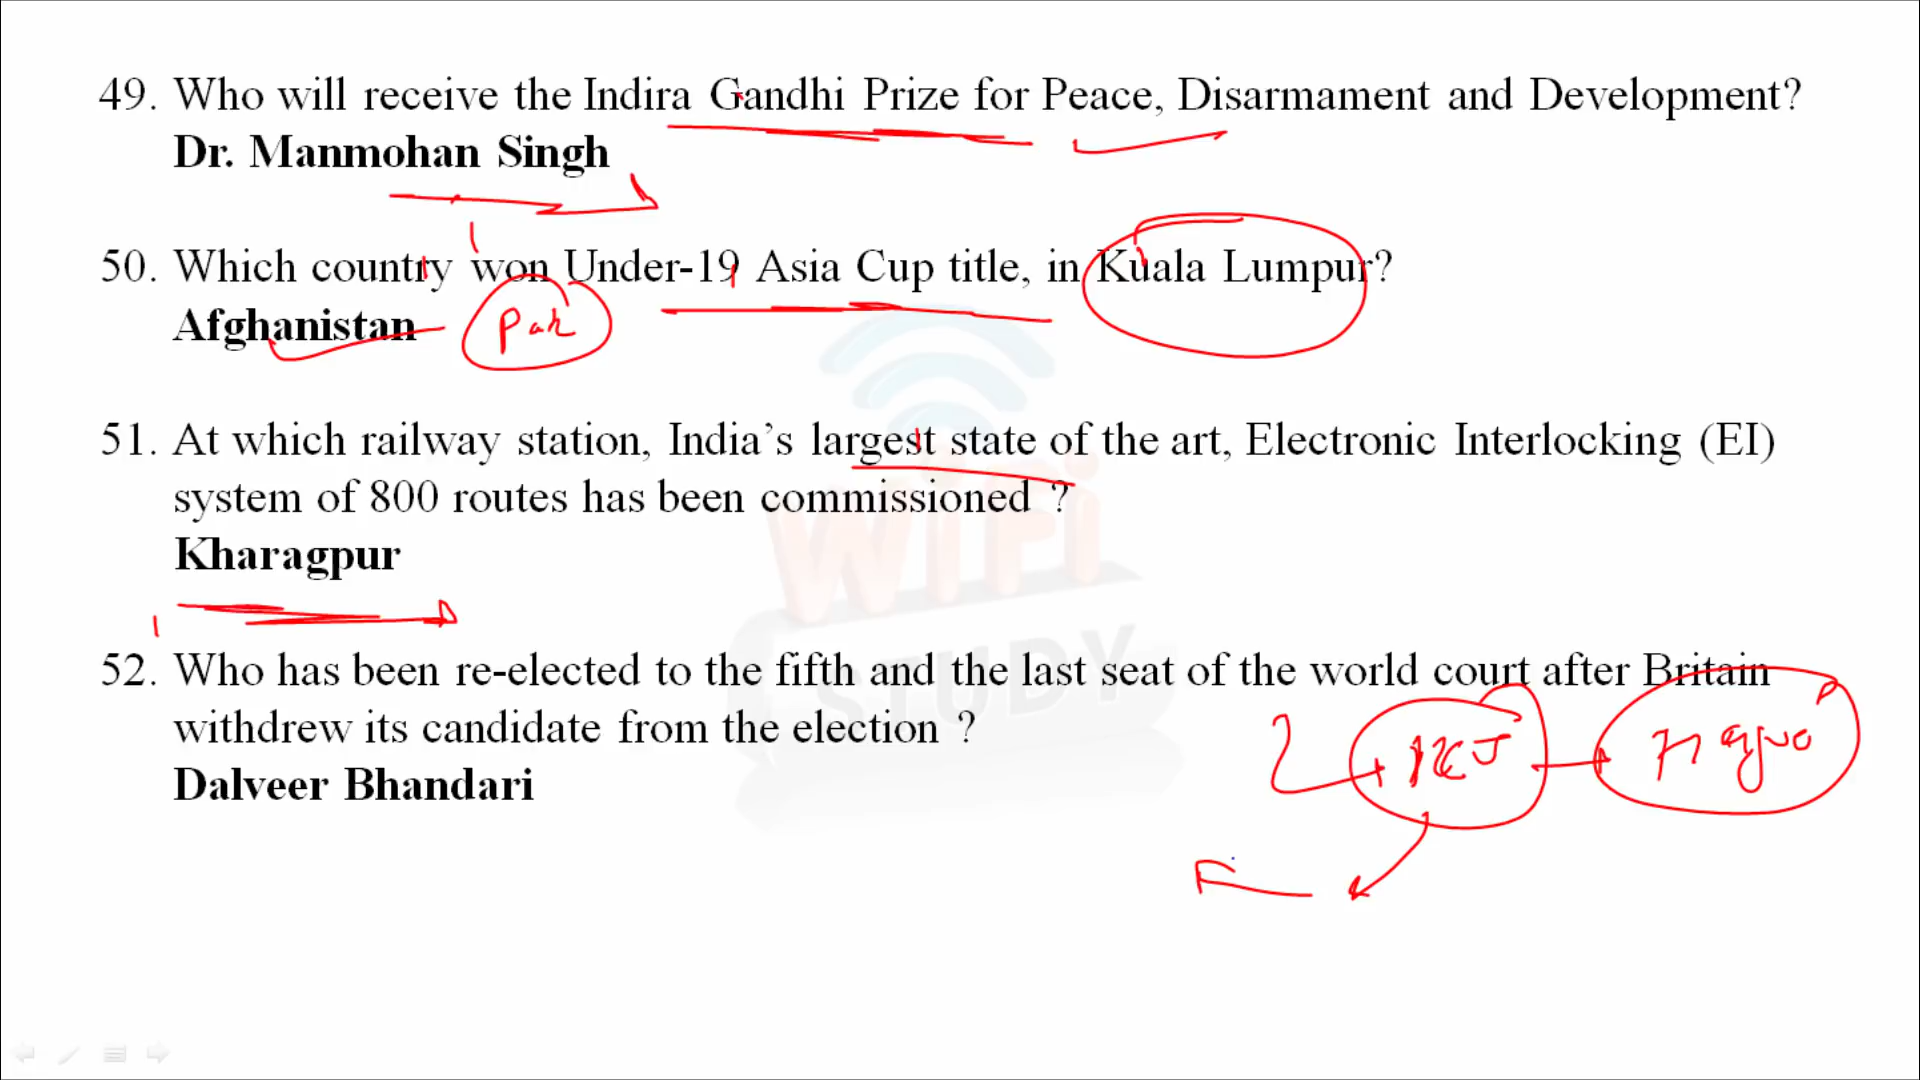 49. Who will receive the Indira Gandhi Prize for Peace, Disarmament and Development?
Dr. Manmohan Singh
50. Which country won Under-19 Asia Cup title, in Kuala Lumpur?
Afghanistan Pak
51. At which railway station, India’s largest state of the art, Electronic Interlocking (EI)
system of 800 routes has been commissioned ?
Kharagpur
52. Who has been re-elected to the fifth and the last seat of the world court after Britain
withdrew its candidate from the election ?
Dalveer Bhandari
WiFi
STUDY